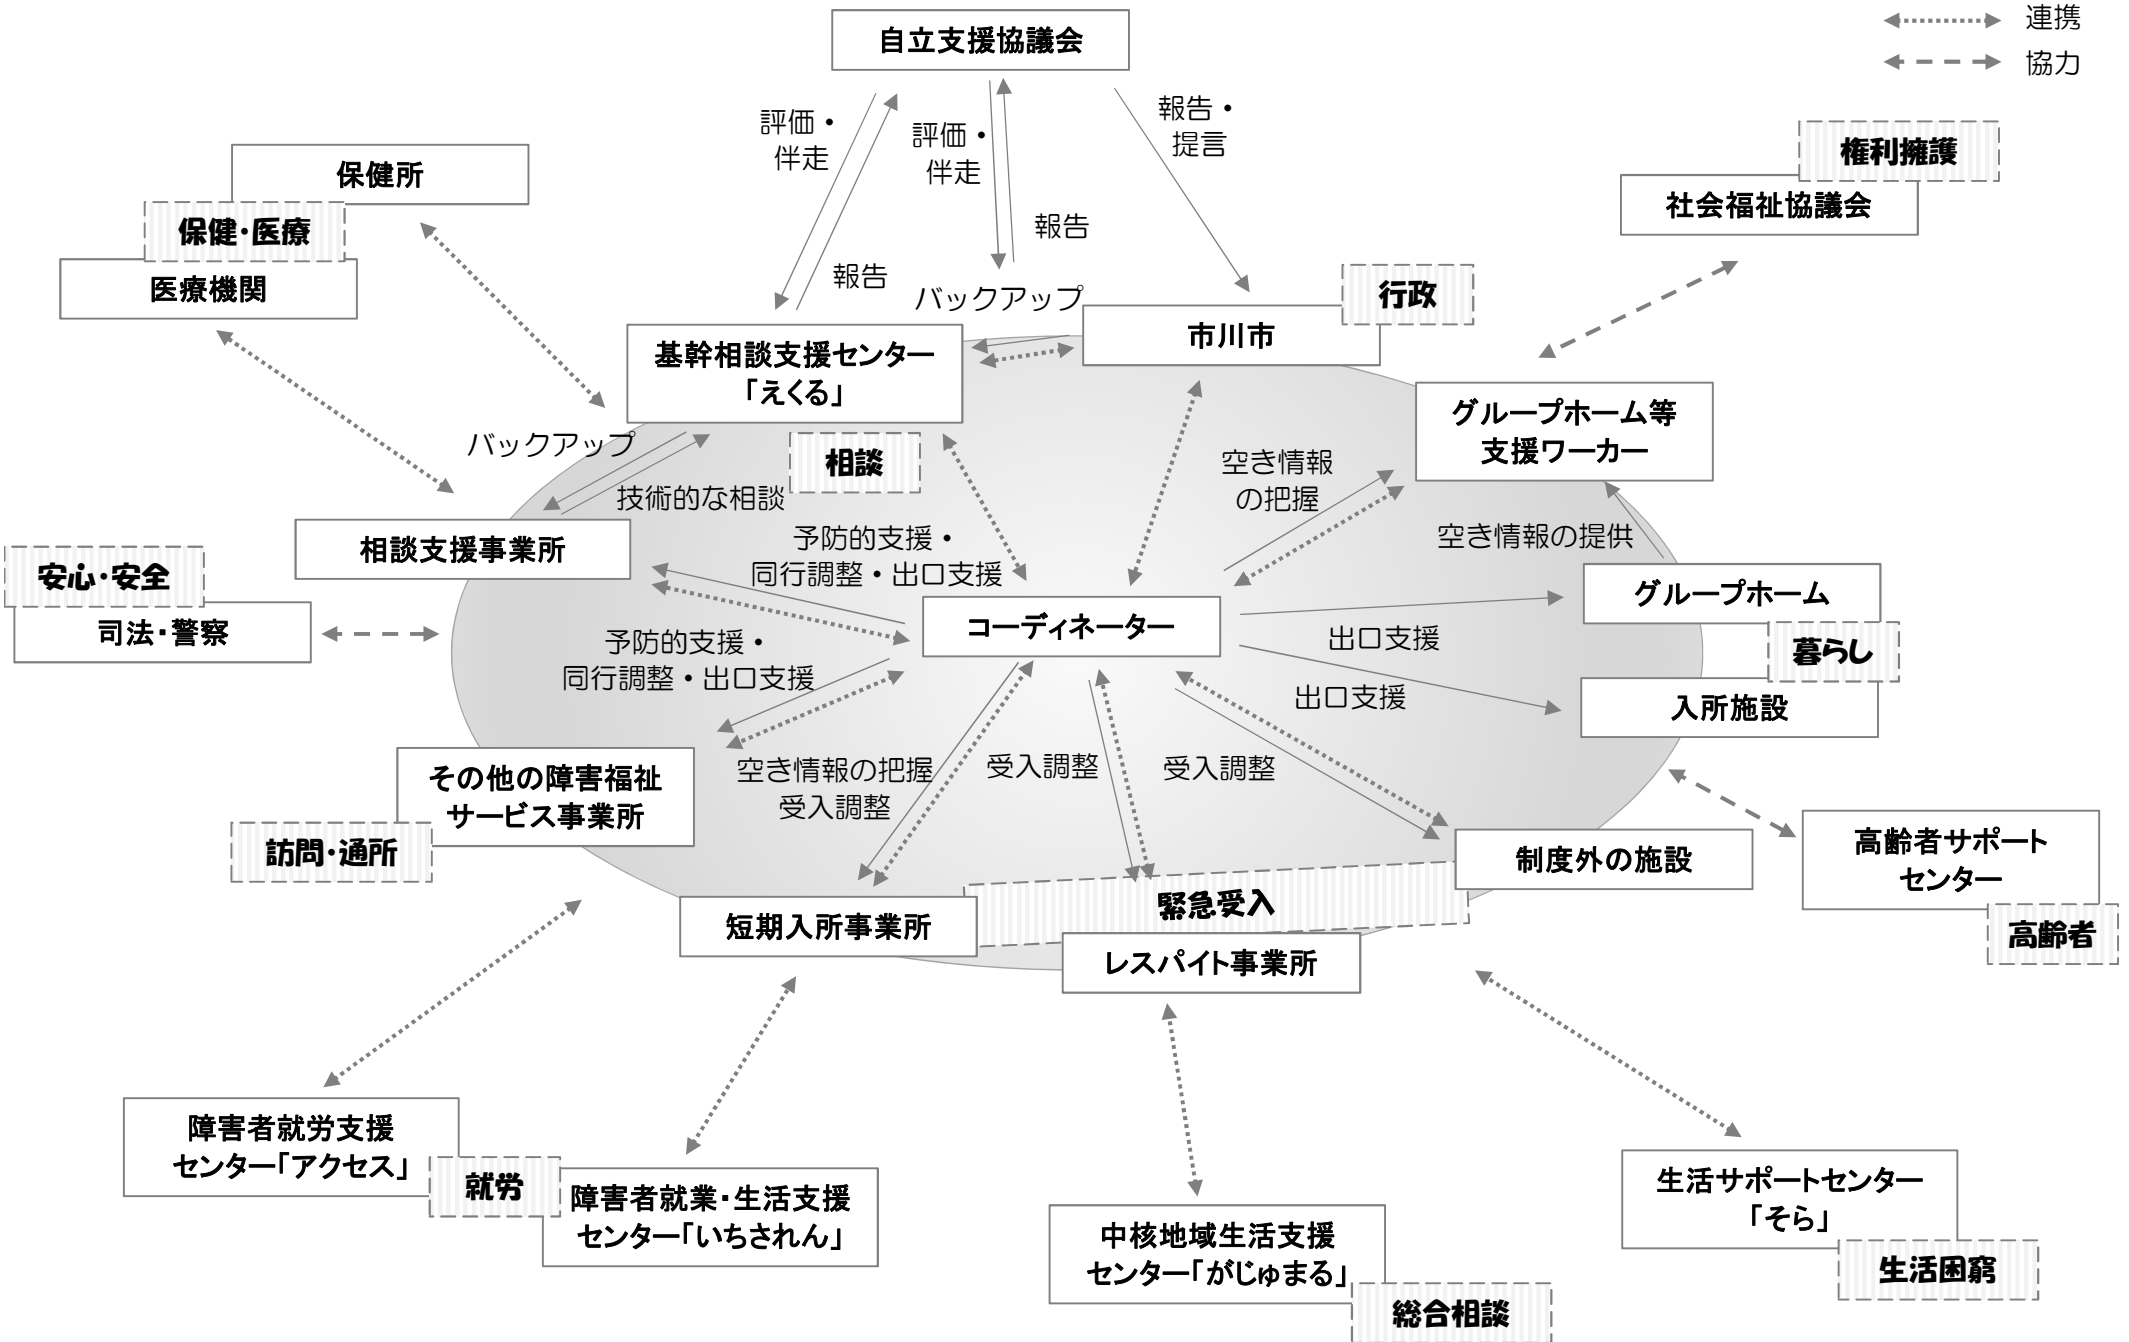 自立支援協議会
連携
協力
評価・
伴走
評価・
伴走
報告・
提言
権利擁護
社会福祉協議会
保健所
保健・医療
医療機関
報告
報告
バックアップ
行政
市川市
基幹相談支援センター
「えくる」
グループホーム等
支援ワーカー
バックアップ
相談
技術的な相談
空き情報
の把握
空き情報の提供
相談支援事業所
予防的支援・
同行調整・出口支援
安心・安全
司法・警察
コーディネーター
グループホーム
暮らし
入所施設
出口支援
出口支援
予防的支援・
同行調整・出口支援
その他の障害福祉
サービス事業所
訪問・通所
空き情報の把握
受入調整
受入調整
受入調整
制度外の施設
高齢者サポート
センター
高齢者
緊急受入
短期入所事業所
レスパイト事業所
障害者就労支援
センター「アクセス」
就労
障害者就業・生活支援
センター「いちされん」
中核地域生活支援
センター「がじゅまる」
総合相談
生活サポートセンター
「そら」
生活困窮